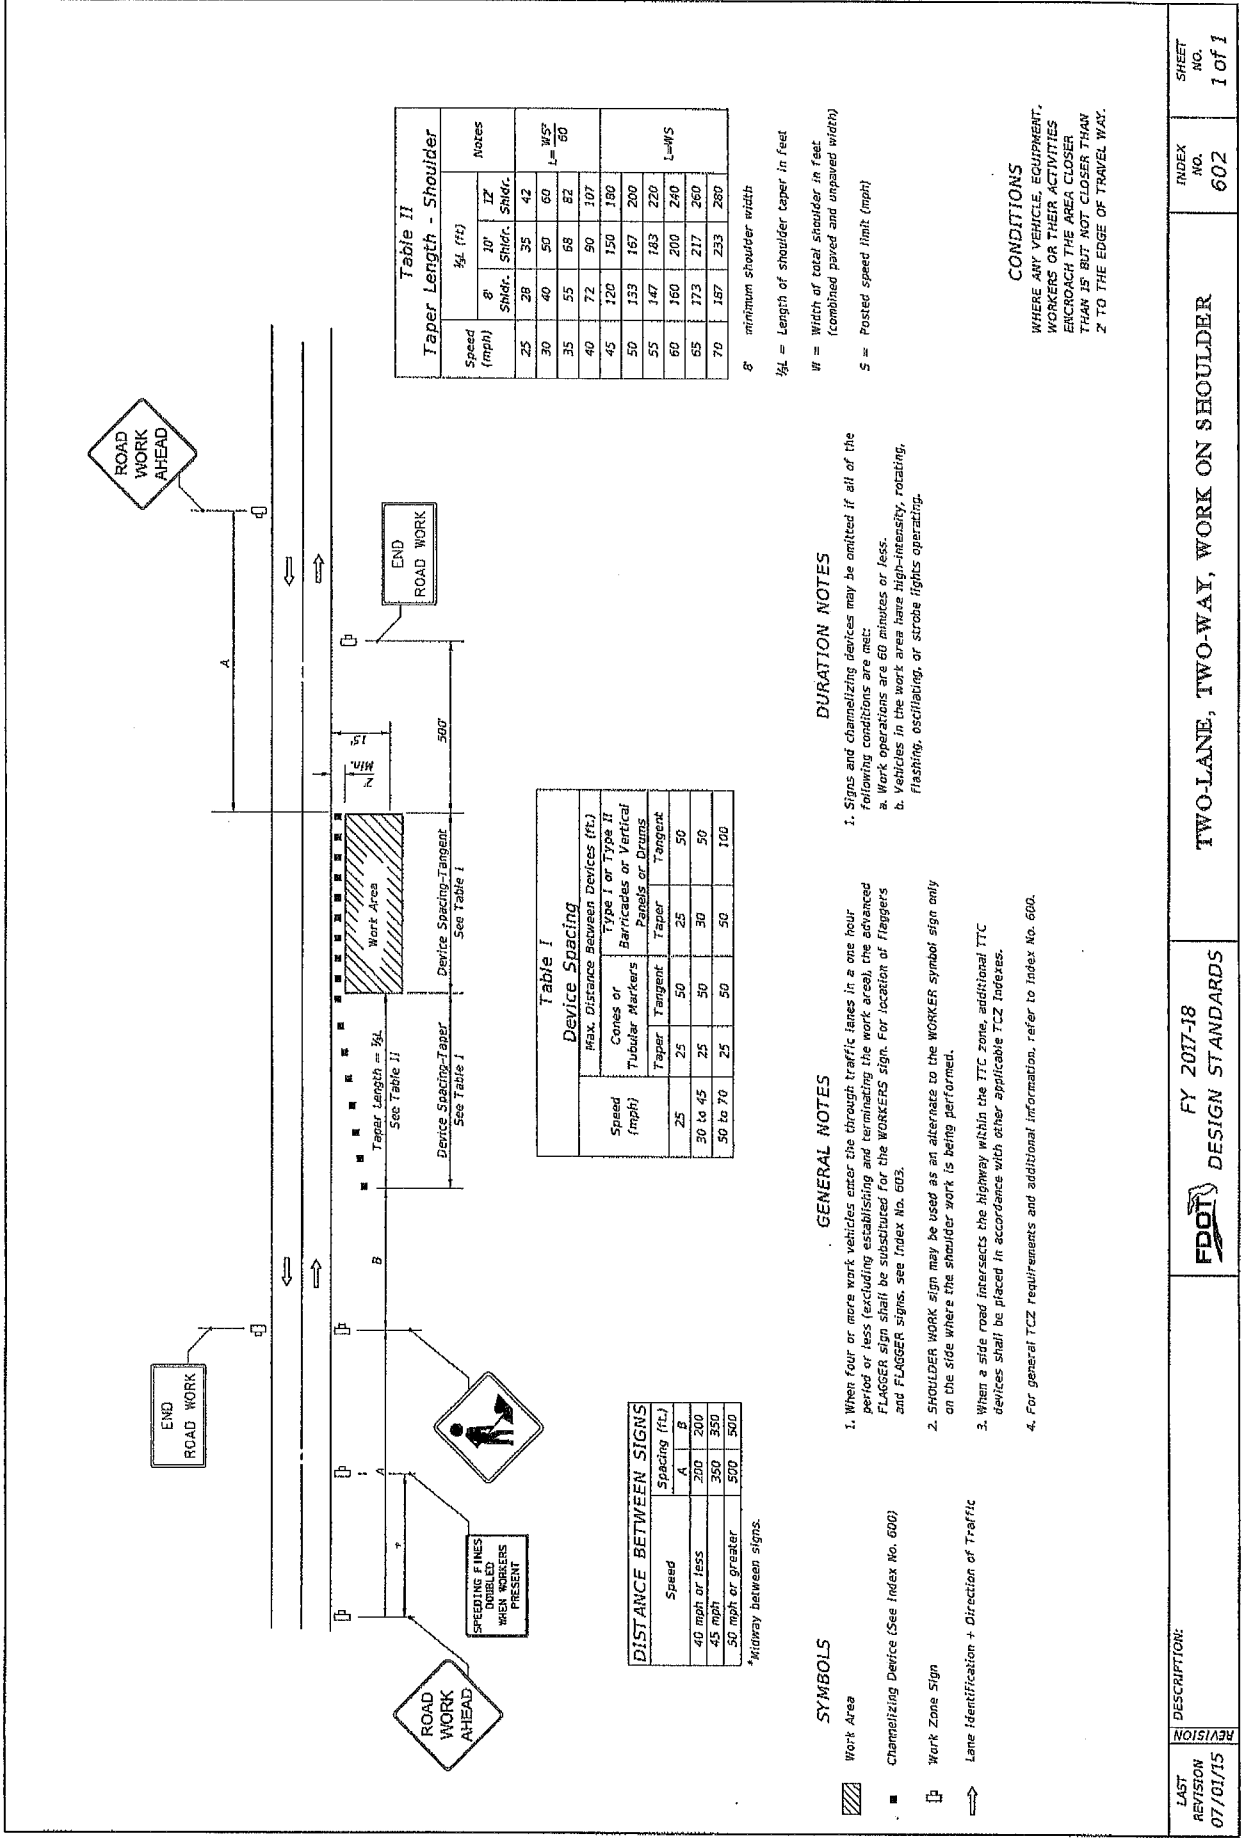 ROAD
WORK
AHEAD
SPEEDING FINES
DOUBLED
WHEN WORKERS
PRESENT
END
ROAD WORK
A
*
B
Taper Length = ⅓L
See Table II
Device Spacing-Taper
See Table I
Work Area
Device Spacing-Tangent
See Table I
2'
Min.
15'
500'
A
END
ROAD WORK
ROAD
WORK
AHEAD
DISTANCE BETWEEN SIGNS
Speed Spacing (ft.)
A B
40 mph or less 200 200
45 mph 350 350
50 mph or greater 500 500
*Midway between signs.
Table I
Device Spacing
Speed (mph) Max. Distance Between Devices (ft.)
Cones or Tubular Markers Type I or Type II Barricades or Vertical Panels or Drums
Taper Tangent Taper Tangent
25 25 50 25 50
30 to 45 25 50 30 50
50 to 70 25 50 50 100
Table II
Taper Length - Shoulder
Speed (mph) ⅓L (ft) Notes
8' Shldr. 10' Shldr. 12' Shldr.
25 28 35 42
30 40 50 60
35 55 68 82
40 72 90 107
L= WS²/60
45 120 150 180
50 133 167 200
55 147 183 220
60 160 200 240
65 173 217 260
70 187 233 280
L=WS
8' minimum shoulder width
⅓L = Length of shoulder taper in feet
W = Width of total shoulder in feet
(combined paved and unpaved width)
S = Posted speed limit (mph)
SYMBOLS
Work Area
Channelizing Device (See Index No. 600)
Work Zone Sign
Lane Identification + Direction of Traffic
GENERAL NOTES
1. When four or more work vehicles enter the through traffic lanes in a one hour
period or less (excluding establishing and terminating the work area), the advanced
FLAGGER sign shall be substituted for the WORKERS sign. For location of flaggers
and FLAGGER signs, see Index No. 603.
2. SHOULDER WORK sign may be used as an alternate to the WORKER symbol sign only
on the side where the shoulder work is being performed.
3. When a side road intersects the highway within the TTC zone, additional TTC
devices shall be placed in accordance with other applicable TCZ Indexes.
4. For general TCZ requirements and additional information, refer to Index No. 600.
DURATION NOTES
1. Signs and channelizing devices may be omitted if all of the
following conditions are met:
a. Work operations are 60 minutes or less.
b. Vehicles in the work area have high-intensity, rotating,
flashing, oscillating, or strobe lights operating.
CONDITIONS
WHERE ANY VEHICLE, EQUIPMENT,
WORKERS OR THEIR ACTIVITIES
ENCROACH THE AREA CLOSER
THAN 15' BUT NOT CLOSER THAN
2' TO THE EDGE OF TRAVEL WAY.
LAST
REVISION
07/01/15
REVISION
DESCRIPTION:
FDOT
FY 2017-18
DESIGN STANDARDS
TWO-LANE, TWO-WAY, WORK ON SHOULDER
INDEX
NO.
602
SHEET
NO.
1 of 1